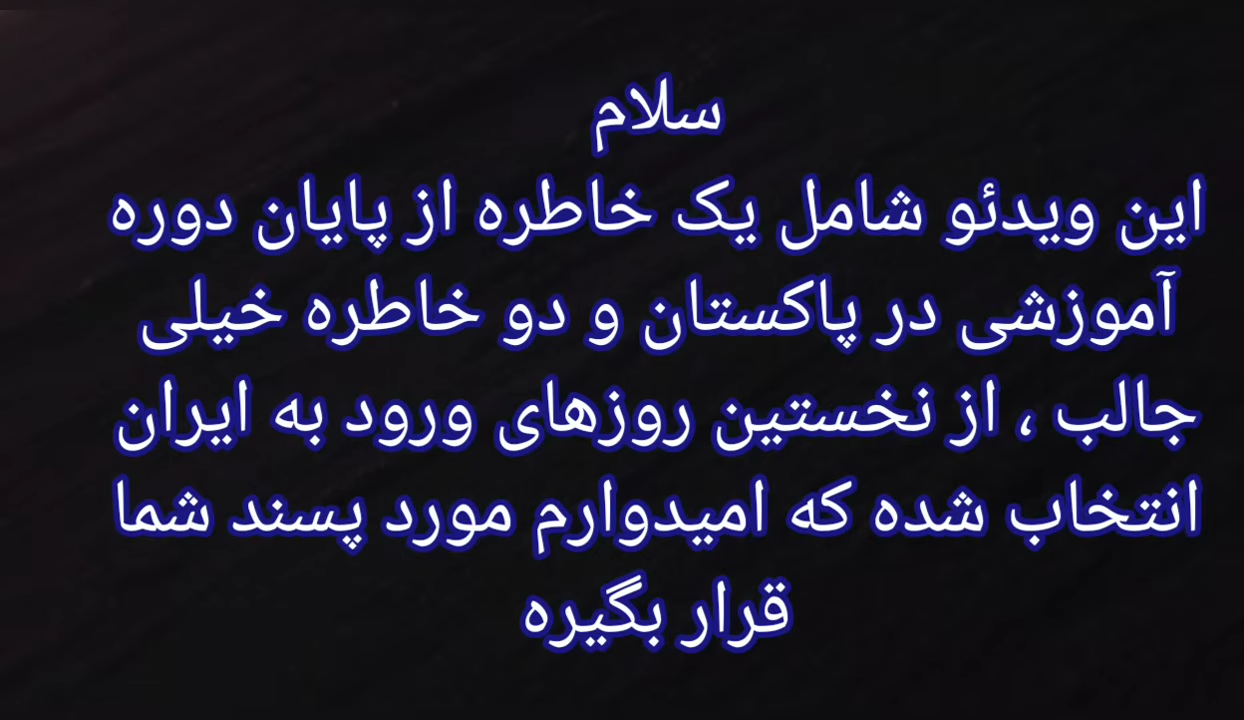 سلام
این ویدئو شامل یک خاطره از پایان دوره
آموزشی در پاکستان و دو خاطره خیلی
جالب ، از نخستین روزهای ورود به ایران
انتخاب شده که امیدوارم مورد پسند شما
قرار بگیره